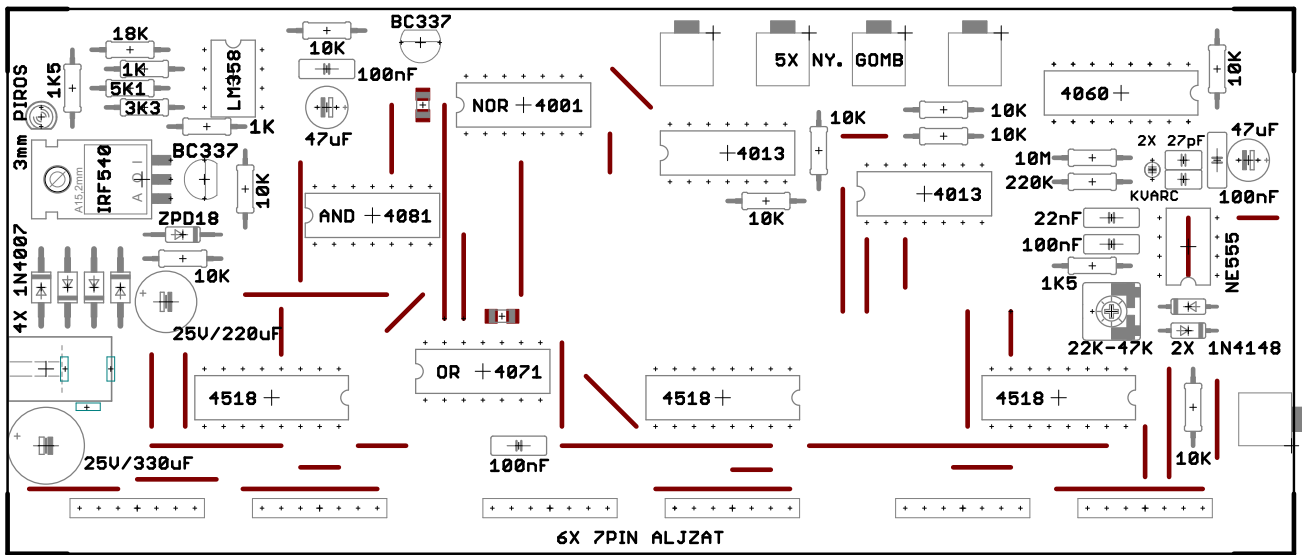 BC337
18K
10K
100nF
1K
5K1
3K3
1K5
LM358
1K
47uF
PIROS
3mm
NOR 4001
5X NY. GOMB
4060
10K
10K
10K
10K
4013
10K
BC337
IRF540
A15,2mm
A O I
10K
AND 4081
4013
10M
220K
2X 27pF
KVARC
47uF
100nF
ZPD18
10K
4X 1N4007
25V/220uF
22nF
100nF
1K5
NE555
22K-47K
2X 1N4148
OR 4071
4518
4518
4518
25V/330uF
100nF
10K
6X 7PIN ALJZAT